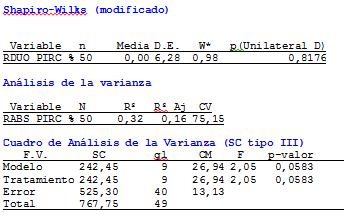 Shapiro-Wilks (modificado)
Variable n Media D.E. W* p(Unilateral D)
RDUO PIRC % 50 0,00 6,28 0,98 0,8176
Análisis de la varianza
Variable N R² R² Aj CV
RABS PIRC % 50 0,32 0,16 75,15
Cuadro de Análisis de la Varianza (SC tipo III)
F.V. SC gl CM F p-valor
Modelo 242,45 9 26,94 2,05 0,0583
Tratamiento 242,45 9 26,94 2,05 0,0583
Error 525,30 40 13,13
Total 767,75 49